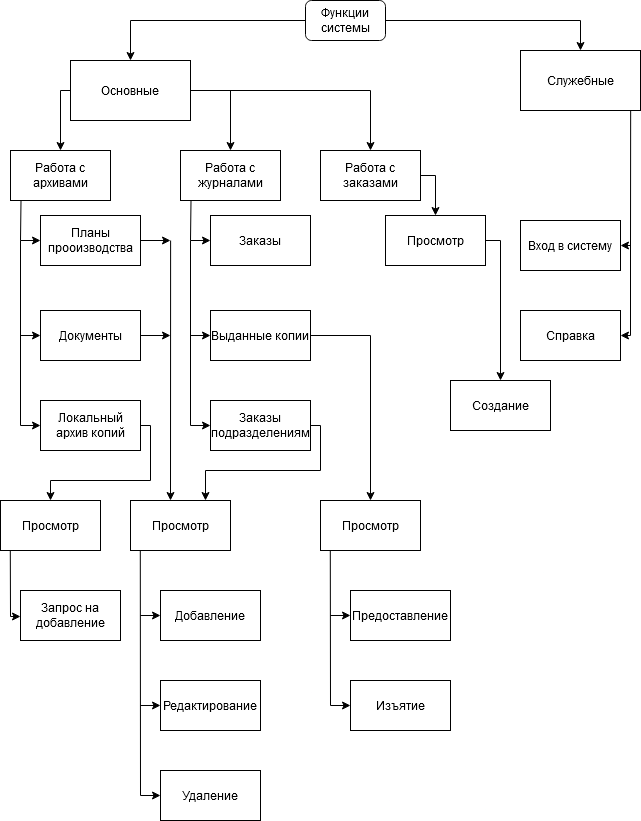 Функции
системы
Основные
Служебные
Работа с
архивами
Работа с
журналами
Работа с
заказами
Планы
прооизводства
Заказы
Просмотр
Вход в систему
Документы
Выданные копии
Справка
Локальный
архив копий
Заказы
подразделениям
Создание
Просмотр
Просмотр
Просмотр
Запрос на
добавление
Добавление
Предоставление
Редактирование
Изъятие
Удаление